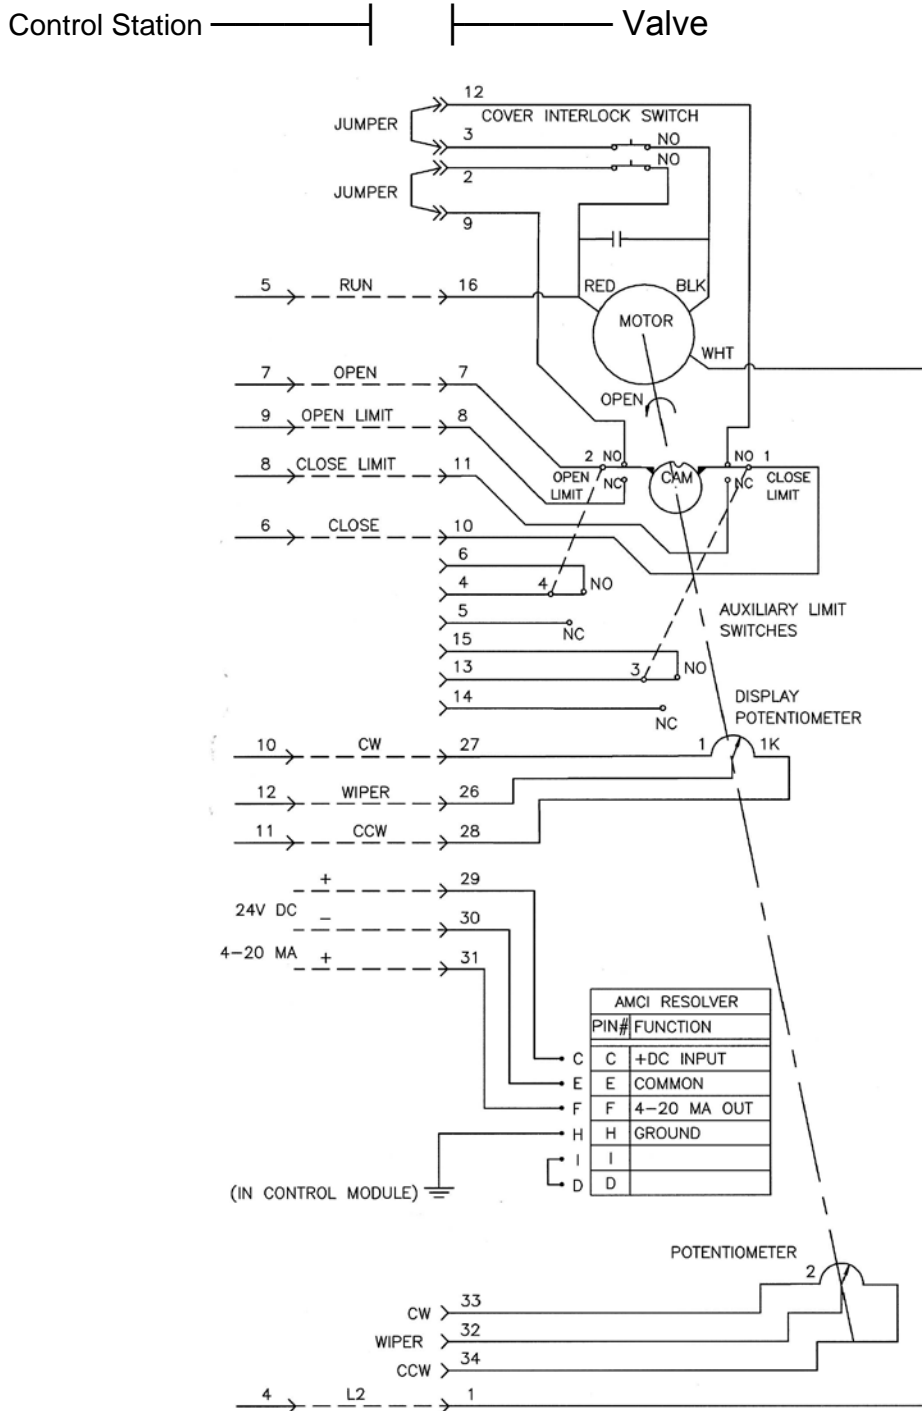 Control Station
Valve
12
COVER INTERLOCK SWITCH
JUMPER
3
NO
NO
2
JUMPER
9
5 RUN 16
RED BLK
MOTOR
WHT
7 OPEN 7
OPEN
9 OPEN LIMIT 8
8 CLOSE LIMIT 11
2 NO
NO 1
OPEN
LIMIT
NC
CAM
NC
CLOSE
LIMIT
6 CLOSE 10
6
4
4
NO
5
NC
AUXILIARY LIMIT
SWITCHES
15
13
3
NO
14
NC
DISPLAY
POTENTIOMETER
10 CW 27
1
1K
12 WIPER 26
11 CCW 28
+ 29
24V DC
– 30
4–20 MA + 31
AMCI RESOLVER
PIN# FUNCTION
C C +DC INPUT
E E COMMON
F F 4–20 MA OUT
H H GROUND
I I
D D
(IN CONTROL MODULE)
POTENTIOMETER
2
CW 33
WIPER 32
CCW 34
4 L2 1